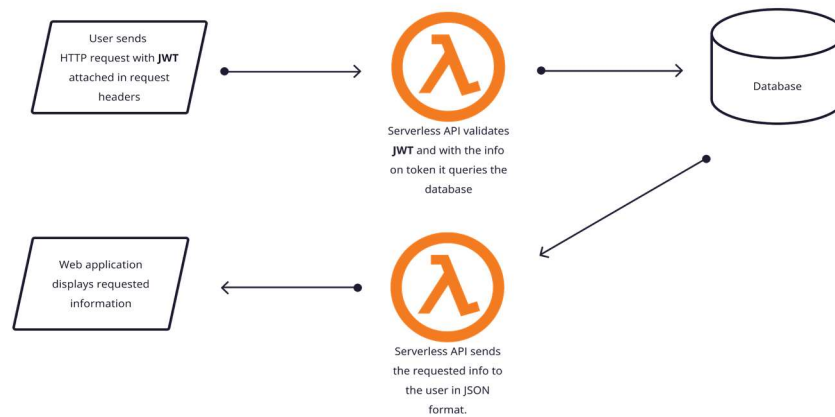 User sends
HTTP request with JWT
attached in request
headers
Serverless API validates
JWT and with the info
on token it queries the
database
Database
Web application
displays requested
information
Serverless API sends
the requested info to
the user in JSON
format.